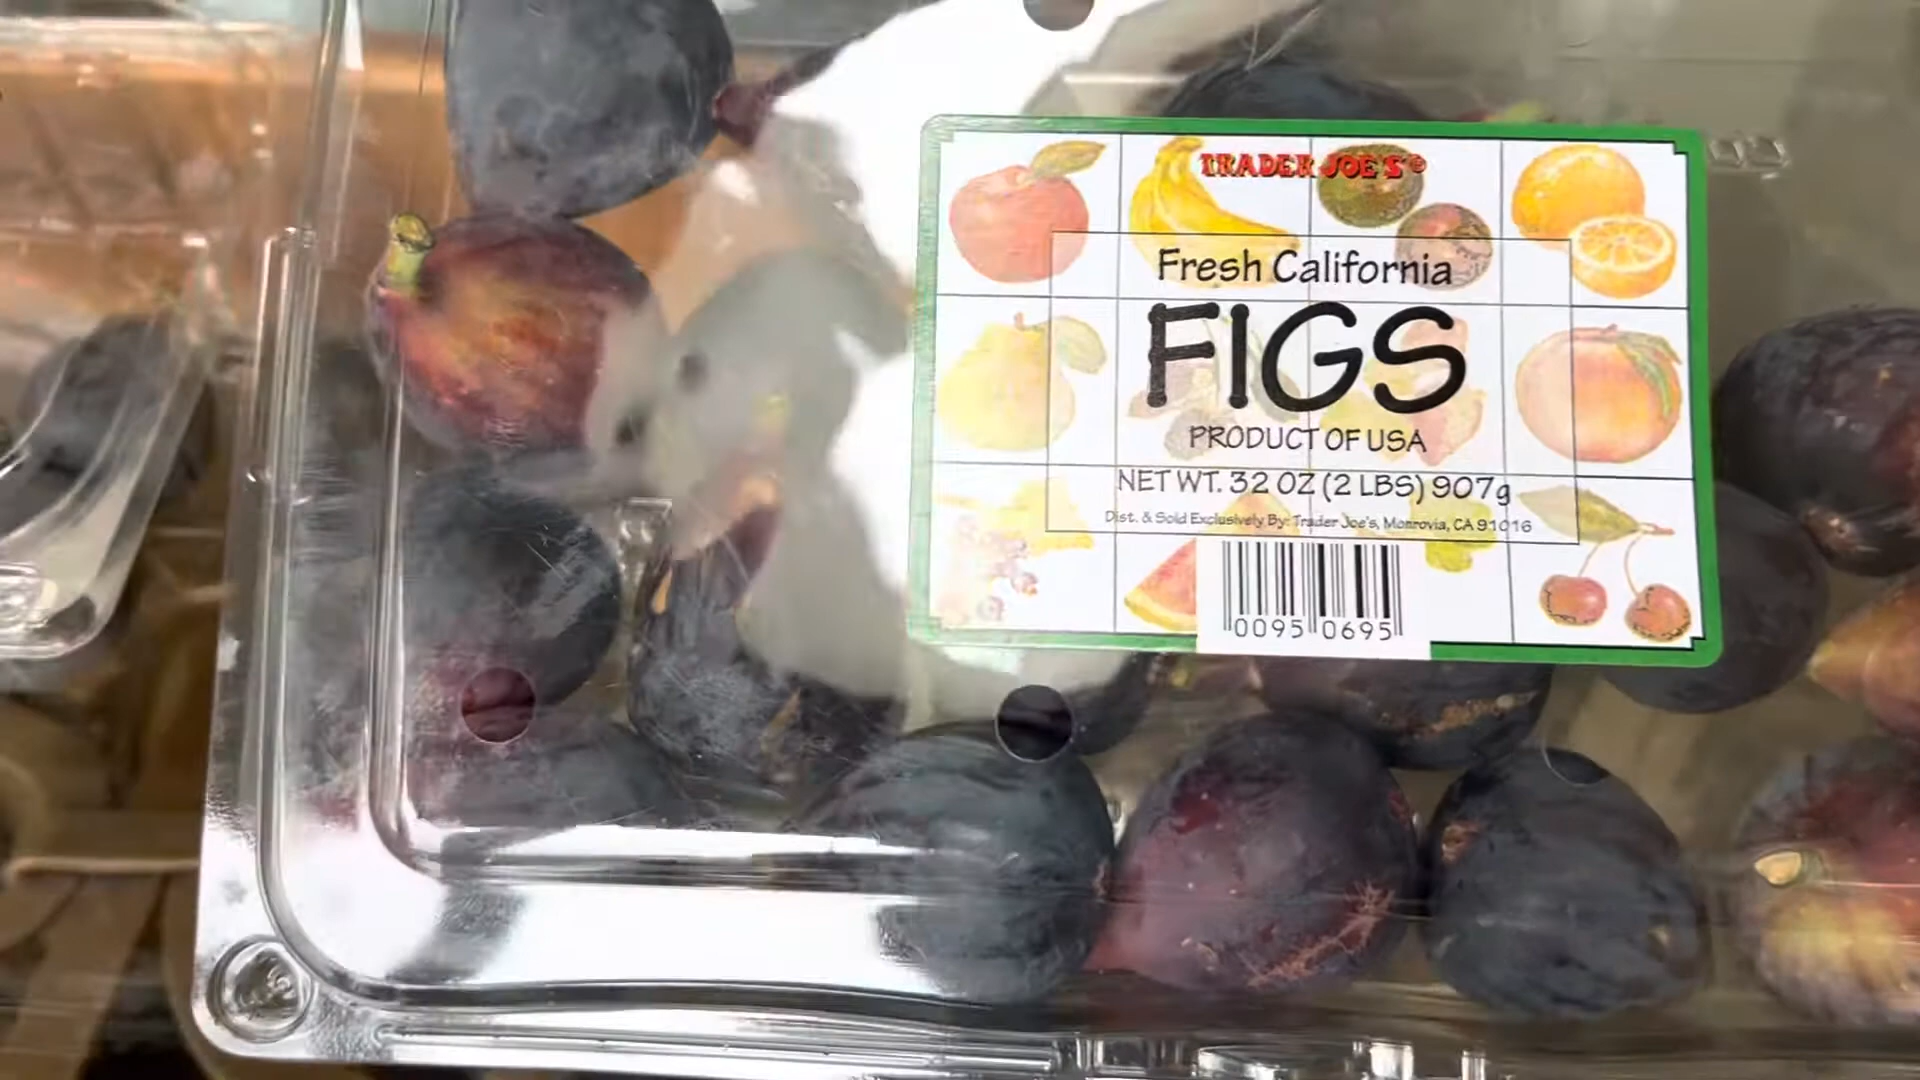 TRADER JOE'S®
Fresh California
FIGS
PRODUCT OF USA
NET WT. 32 OZ (2 LBS) 907g
Dist. & Sold Exclusively By: Trader Joe's, Monrovia, CA 91016
0095 0695